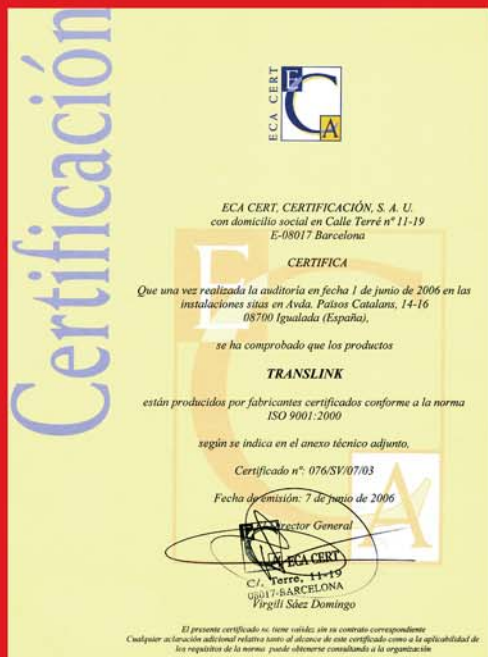 Certificación
ECA CERT
E
C
A
ECA CERT, CERTIFICACIÓN, S. A. U.
con domicilio social en Calle Terré nº 11-19
E-08017 Barcelona
CERTIFICA
Que una vez realizada la auditoría en fecha 1 de junio de 2006 en las
instalaciones sitas en Avda. Països Catalans, 14-16
08700 Igualada (España),
se ha comprobado que los productos
TRANSLINK
están producidos por fabricantes certificados conforme a la norma
ISO 9001:2000
según se indica en el anexo técnico adjunto,
Certificado nº: 076/SV/07/03
Fecha de emisión: 7 de junio de 2006
Director General
ECA CERT
C/. Terré, 11-19
08017-BARCELONA
Virgili Sáez Domingo
El presente certificado no tiene validez sin su contrato correspondiente
Cualquier aclaración adicional relativa tanto al alcance de este certificado como a la aplicabilidad de
los requisitos de la norma puede obtenerse consultando a la organización